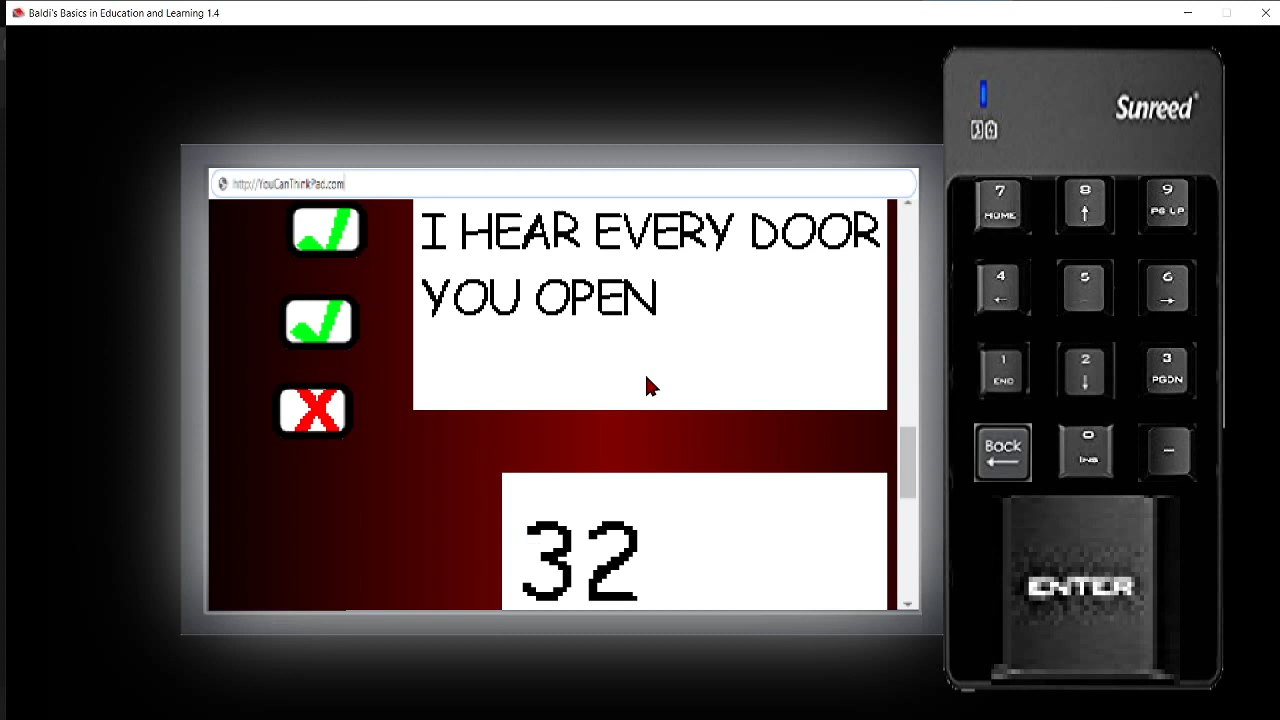 Baldi's Basics in Education and Learning 1.4
Sunreed
http://YouCanThinkPad.com
I HEAR EVERY DOOR
YOU OPEN
32
7 8 9
HOME ↑ PG UP
4 5 6
← →
1 2 3
END ↓ PGDN
Back 0 -
← Ins
ENTER